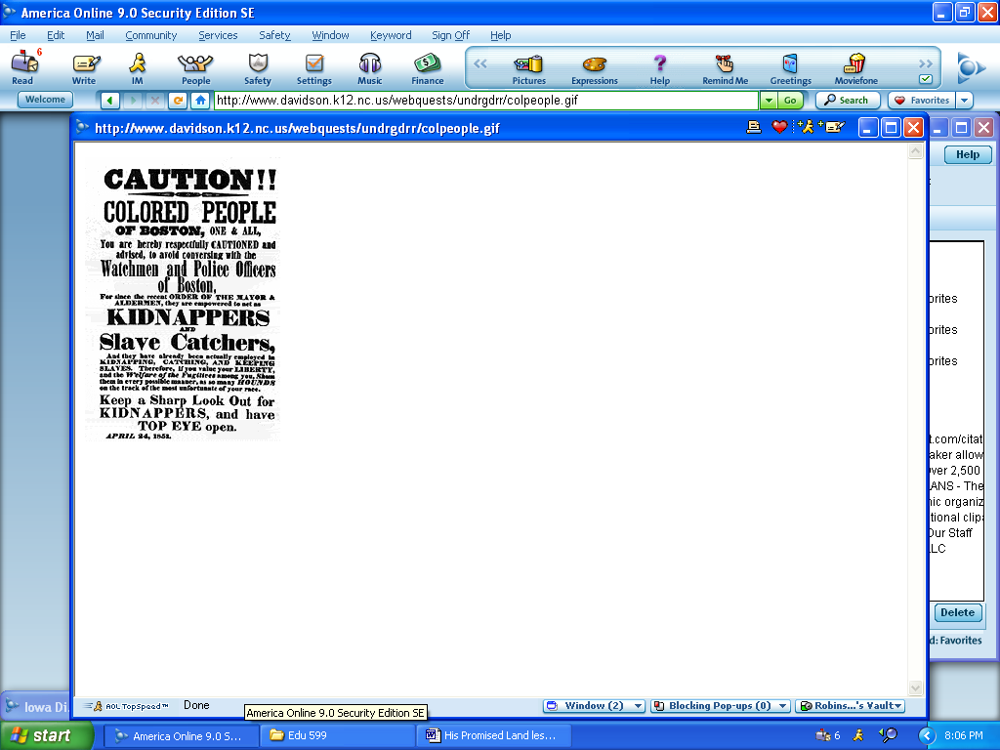 America Online 9.0 Security Edition SE
File Edit Mail Community Services Safety Window Keyword Sign Off Help
6
Read Write IM People Safety Settings Music Finance Pictures Expressions Help Remind Me Greetings Moviefone
Welcome http://www.davidson.k12.nc.us/webquests/undrgdrr/colpeople.gif Go Search Favorites
http://www.davidson.k12.nc.us/webquests/undrgdrr/colpeople.gif
Help
CAUTION!!
COLORED PEOPLE
OF BOSTON, ONE & ALL,
You are hereby respectfully CAUTIONED and
advised, to avoid conversing with the
Watchmen and Police Officers
of Boston,
For since the recent ORDER OF THE MAYOR &
ALDERMEN, they are empowered to act as
KIDNAPPERS
AND
Slave Catchers,
And they have already been actually employed in
KIDNAPPING, CATCHING, AND KEEPING
SLAVES. Therefore, if you value your LIBERTY,
and the Welfare of the Fugitives among you, Shun
them in every possible manner, as so many HOUNDS
on the track of the most unfortunate of your race.
Keep a Sharp Look Out for
KIDNAPPERS, and have
TOP EYE open.
APRIL 24, 1851.
orites
orites
orites
t.com/citat
aker allow
Over 2,500
ANS - The
nic organiz
tional clip
Our Staff
LLC
Delete
d: Favorites
Iowa Di
AOL TopSpeed™ Done Window (2) Blocking Pop-ups (0) Robins...'s Vault
America Online 9.0 Security Edition SE
start America Online 9.0 S... Edu 599 His Promised Land les... 6 8:06 PM